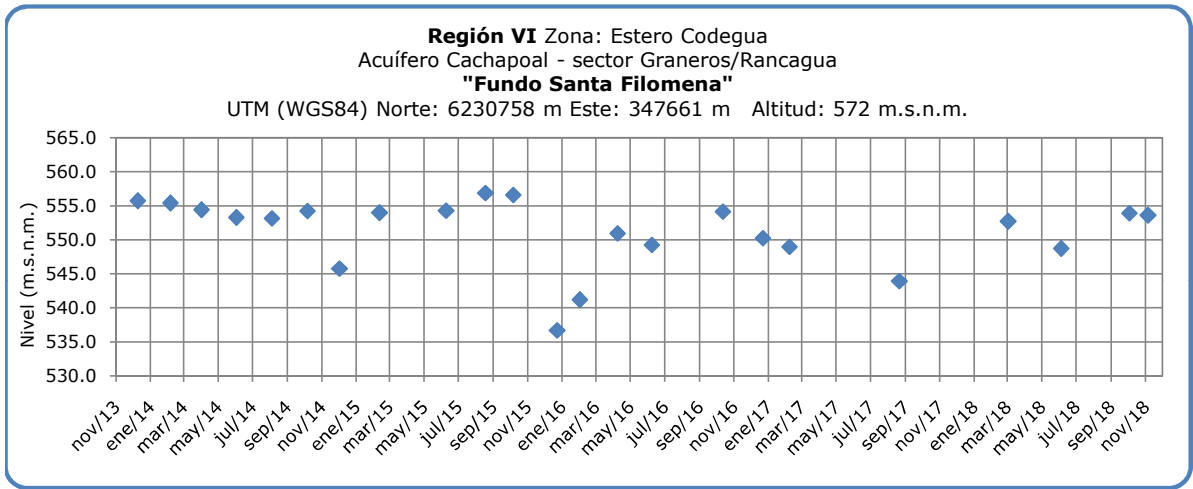 Región VI Zona: Estero Codegua
Acuífero Cachapoal - sector Graneros/Rancagua
"Fundo Santa Filomena"
UTM (WGS84) Norte: 6230758 m Este: 347661 m Altitud: 572 m.s.n.m.
Nivel (m.s.n.m.)
565.0
560.0
555.0
550.0
545.0
540.0
535.0
530.0
nov/13
ene/14
mar/14
may/14
jul/14
sep/14
nov/14
ene/15
mar/15
may/15
jul/15
sep/15
nov/15
ene/16
mar/16
may/16
jul/16
sep/16
nov/16
ene/17
mar/17
may/17
jul/17
sep/17
nov/17
ene/18
mar/18
may/18
jul/18
sep/18
nov/18